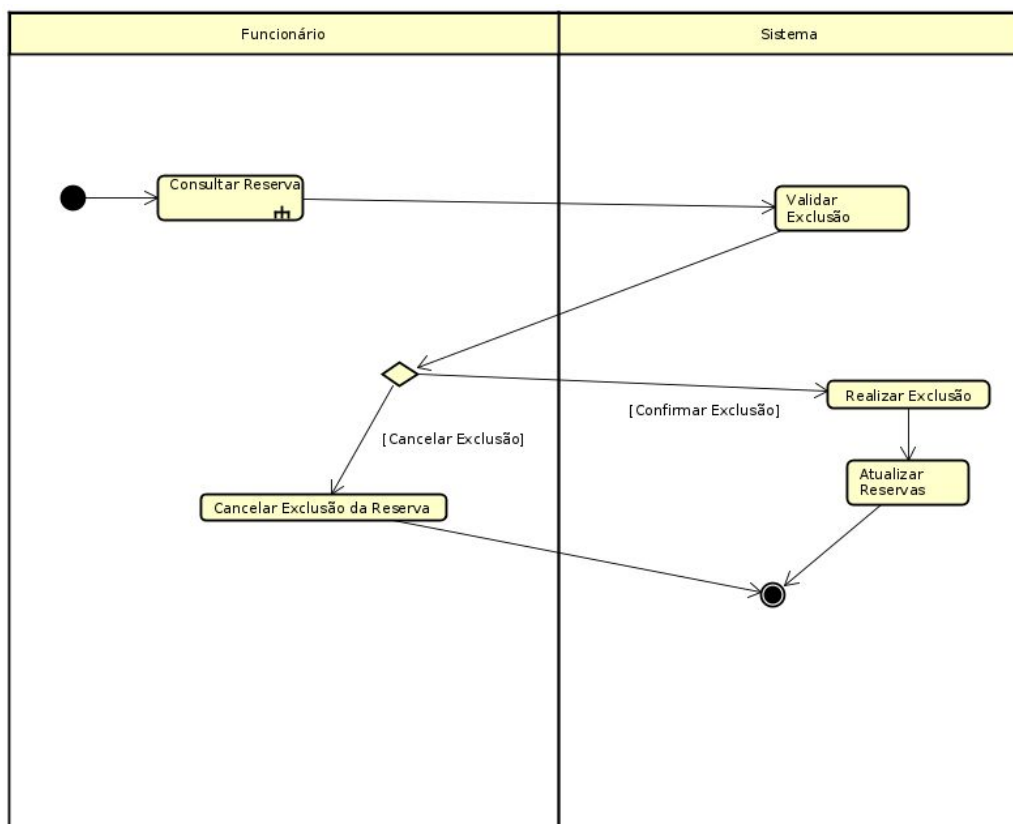 Funcionário
Sistema
Consultar Reserva
Validar
Exclusão
Realizar Exclusão
[Confirmar Exclusão]
[Cancelar Exclusão]
Atualizar
Reservas
Cancelar Exclusão da Reserva